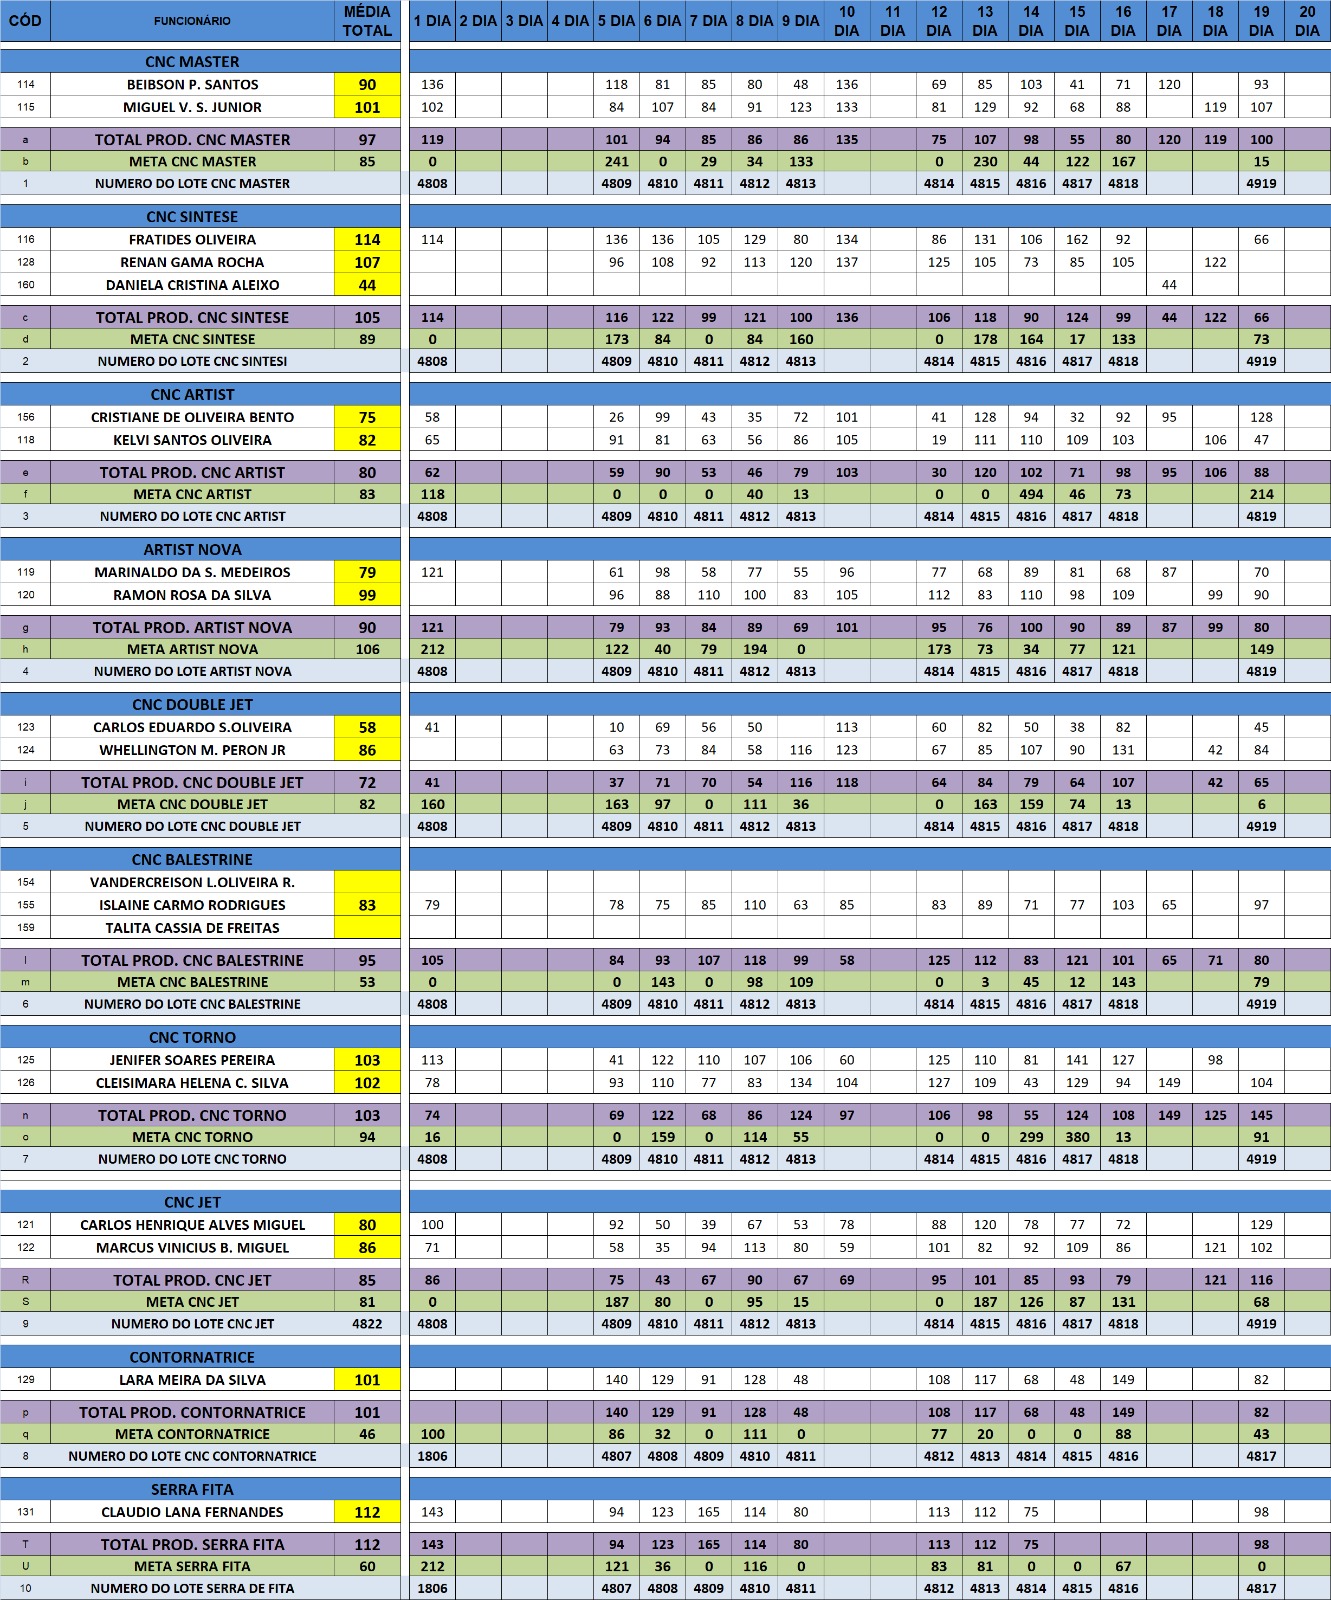 CÓD FUNCIONÁRIO MÉDIA TOTAL 1 DIA 2 DIA 3 DIA 4 DIA 5 DIA 6 DIA 7 DIA 8 DIA 9 DIA 10 DIA 11 DIA 12 DIA 13 DIA 14 DIA 15 DIA 16 DIA 17 DIA 18 DIA 19 DIA 20 DIA
CNC MASTER
114 BEIBSON P. SANTOS 90 136 118 81 85 80 48 136 69 85 103 41 71 120 93
115 MIGUEL V. S. JUNIOR 101 102 84 107 84 91 123 133 81 129 92 68 88 119 107
a TOTAL PROD. CNC MASTER 97 119 101 94 85 86 86 135 75 107 98 55 80 120 119 100
b META CNC MASTER 85 0 241 0 29 34 133 0 230 44 122 167 15
1 NUMERO DO LOTE CNC MASTER 4808 4809 4810 4811 4812 4813 4814 4815 4816 4817 4818 4919
CNC SINTESE
116 FRATIDES OLIVEIRA 114 114 136 136 105 129 80 134 86 131 106 162 92 66
128 RENAN GAMA ROCHA 107 96 108 92 113 120 137 125 105 73 85 105 122
160 DANIELA CRISTINA ALEIXO 44 44
c TOTAL PROD. CNC SINTESE 105 114 116 122 99 121 100 136 106 118 90 124 99 44 122 66
d META CNC SINTESE 89 0 173 84 0 84 160 0 178 164 17 133 73
2 NUMERO DO LOTE CNC SINTESI 4808 4809 4810 4811 4812 4813 4814 4815 4816 4817 4818 4919
CNC ARTIST
156 CRISTIANE DE OLIVEIRA BENTO 75 58 26 99 43 35 72 101 41 128 94 32 92 95 128
118 KELVI SANTOS OLIVEIRA 82 65 91 81 63 56 86 105 19 111 110 109 103 106 47
e TOTAL PROD. CNC ARTIST 80 62 59 90 53 46 79 103 30 120 102 71 98 95 106 88
f META CNC ARTIST 83 118 0 0 0 40 13 0 0 494 46 73 214
3 NUMERO DO LOTE CNC ARTIST 4808 4809 4810 4811 4812 4813 4814 4815 4816 4817 4818 4819
ARTIST NOVA
119 MARINALDO DA S. MEDEIROS 79 121 61 98 58 77 55 96 77 68 89 81 68 87 70
120 RAMON ROSA DA SILVA 99 96 88 110 100 83 105 112 83 110 98 109 99 90
g TOTAL PROD. ARTIST NOVA 90 121 79 93 84 89 69 101 95 76 100 90 89 87 99 80
h META ARTIST NOVA 106 212 122 40 79 194 0 173 73 34 77 121 149
4 NUMERO DO LOTE ARTIST NOVA 4808 4809 4810 4811 4812 4813 4814 4815 4816 4817 4818 4819
CNC DOUBLE JET
123 CARLOS EDUARDO S.OLIVEIRA 58 41 10 69 56 50 113 60 82 50 38 82 45
124 WHELLINGTON M. PERON JR 86 63 73 84 58 116 123 67 85 107 90 131 42 84
i TOTAL PROD. CNC DOUBLE JET 72 41 37 71 70 54 116 118 64 84 79 64 107 42 65
j META CNC DOUBLE JET 82 160 163 97 0 111 36 0 163 159 74 13 6
5 NUMERO DO LOTE CNC DOUBLE JET 4808 4809 4810 4811 4812 4813 4814 4815 4816 4817 4818 4919
CNC BALESTRINE
154 VANDERCREISON L.OLIVEIRA R.
155 ISLAINE CARMO RODRIGUES 83 79 78 75 85 110 63 85 83 89 71 77 103 65 97
159 TALITA CASSIA DE FREITAS
l TOTAL PROD. CNC BALESTRINE 95 105 84 93 107 118 99 58 125 112 83 121 101 65 71 80
m META CNC BALESTRINE 53 0 0 143 0 98 109 0 3 45 12 143 79
6 NUMERO DO LOTE CNC BALESTRINE 4808 4809 4810 4811 4812 4813 4814 4815 4816 4817 4818 4919
CNC TORNO
125 JENIFER SOARES PEREIRA 103 113 41 122 110 107 106 60 125 110 81 141 127 98
126 CLEISIMARA HELENA C. SILVA 102 78 93 110 77 83 134 104 127 109 43 129 94 149 104
n TOTAL PROD. CNC TORNO 103 74 69 122 68 86 124 97 106 98 55 124 108 149 125 145
o META CNC TORNO 94 16 0 159 0 114 55 0 0 299 380 13 91
7 NUMERO DO LOTE CNC TORNO 4808 4809 4810 4811 4812 4813 4814 4815 4816 4817 4818 4919
CNC JET
121 CARLOS HENRIQUE ALVES MIGUEL 80 100 92 50 39 67 53 78 88 120 78 77 72 129
122 MARCUS VINICIUS B. MIGUEL 86 71 58 35 94 113 80 59 101 82 92 109 86 121 102
R TOTAL PROD. CNC JET 85 86 75 43 67 90 67 69 95 101 85 93 79 121 116
S META CNC JET 81 0 187 80 0 95 15 0 187 126 87 131 68
9 NUMERO DO LOTE CNC JET 4822 4808 4809 4810 4811 4812 4813 4814 4815 4816 4817 4818 4919
CONTORNATRICE
129 LARA MEIRA DA SILVA 101 140 129 91 128 48 108 117 68 48 149 82
p TOTAL PROD. CONTORNATRICE 101 140 129 91 128 48 108 117 68 48 149 82
q META CONTORNATRICE 46 100 86 32 0 111 0 77 20 0 0 88 43
8 NUMERO DO LOTE CNC CONTORNATRICE 1806 4807 4808 4809 4810 4811 4812 4813 4814 4815 4816 4817
SERRA FITA
131 CLAUDIO LANA FERNANDES 112 143 94 123 165 114 80 113 112 75 98
T TOTAL PROD. SERRA FITA 112 143 94 123 165 114 80 113 112 75 98
U META SERRA FITA 60 212 121 36 0 116 0 83 81 0 0 67 0
10 NUMERO DO LOTE SERRA DE FITA 1806 4807 4808 4809 4810 4811 4812 4813 4814 4815 4816 4817